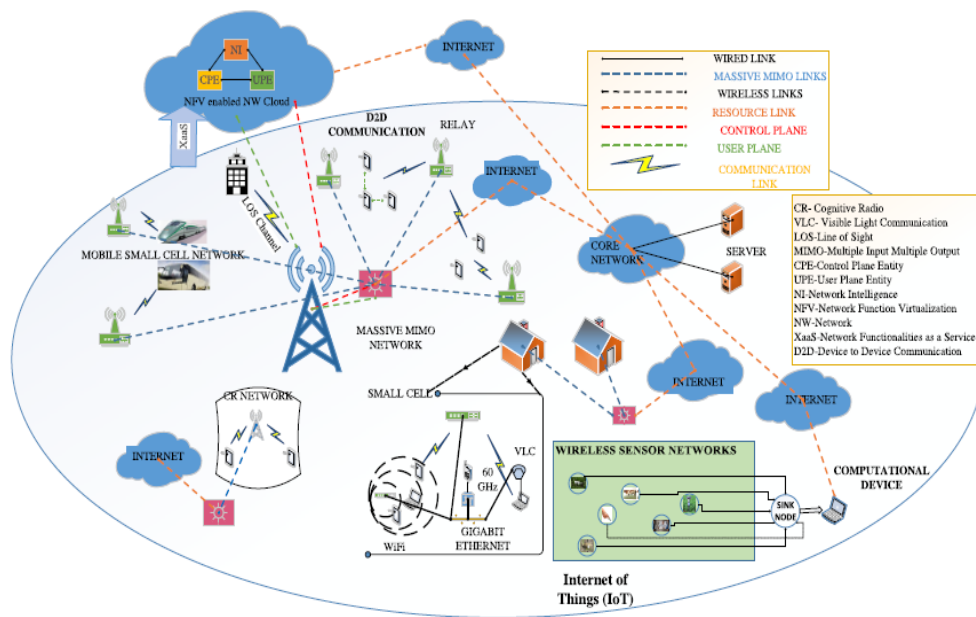 NI
CPE
UPE
NFV enabled NW Cloud
XaaS
INTERNET
WIRED LINK
MASSIVE MIMO LINKS
WIRELESS LINKS
RESOURCE LINK
CONTROL PLANE
USER PLANE
COMMUNICATION
LINK
D2D
COMMUNICATION
RELAY
INTERNET
LOS Channel
MOBILE SMALL CELL NETWORK
CORE
NETWORK
SERVER
CR- Cognitive Radio
VLC- Visible Light Communication
LOS-Line of Sight
MIMO-Multiple Input Multiple Output
CPE-Control Plane Entity
UPE-User Plane Entity
NI-Network Intelligence
NFV-Network Function Virtualization
NW-Network
XaaS-Network Functionalities as a Service
D2D-Device to Device Communication
MASSIVE MIMO
NETWORK
SMALL CELL
INTERNET
INTERNET
CR NETWORK
INTERNET
VLC
60
GHz
WiFi
GIGABIT
ETHERNET
WIRELESS SENSOR NETWORKS
SINK
NODE
COMPUTATIONAL
DEVICE
Internet of
Things (IoT)